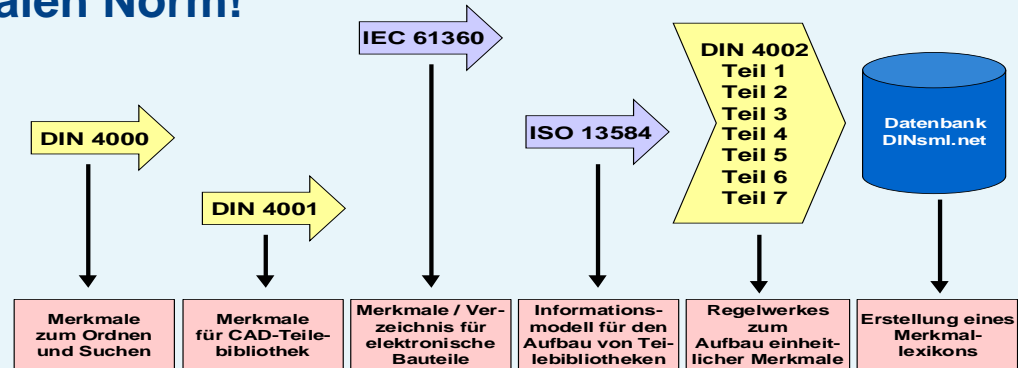 alen Norm!
IEC 61360
DIN 4002
Teil 1
Teil 2
Teil 3
Teil 4
Teil 5
Teil 6
Teil 7
DIN 4000
ISO 13584
Datenbank
DINsml.net
DIN 4001
Merkmale
zum Ordnen
und Suchen
Merkmale
für CAD-Teile-
bibliothek
Merkmale / Ver-
zeichnis für
elektronische
Bauteile
Informations-
modell für den
Aufbau von Tei-
lebibliotheken
Regelwerkes
zum
Aufbau einheit-
licher Merkmale
Erstellung eines
Merkmal-
lexikons